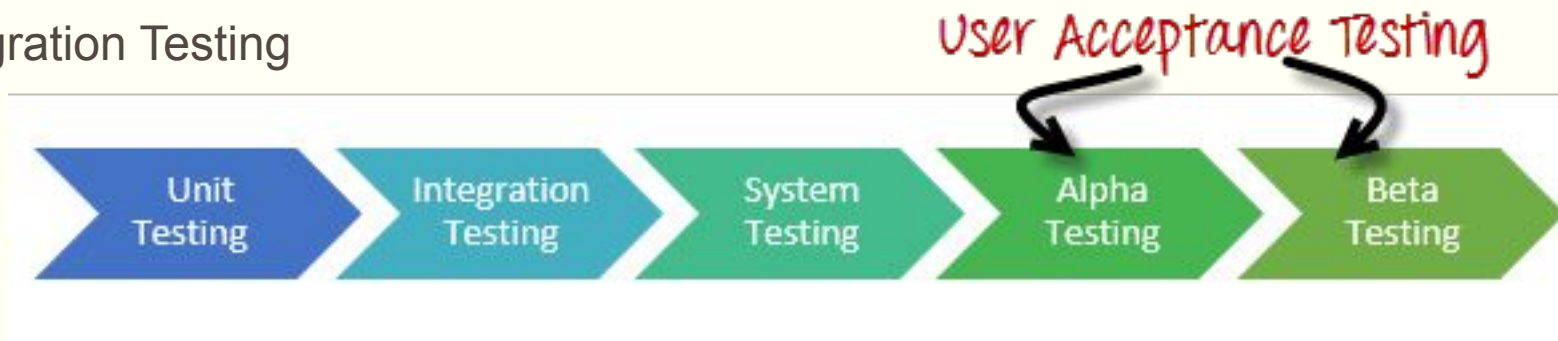 gration Testing
User Acceptance Testing
Unit
Testing
Integration
Testing
System
Testing
Alpha
Testing
Beta
Testing